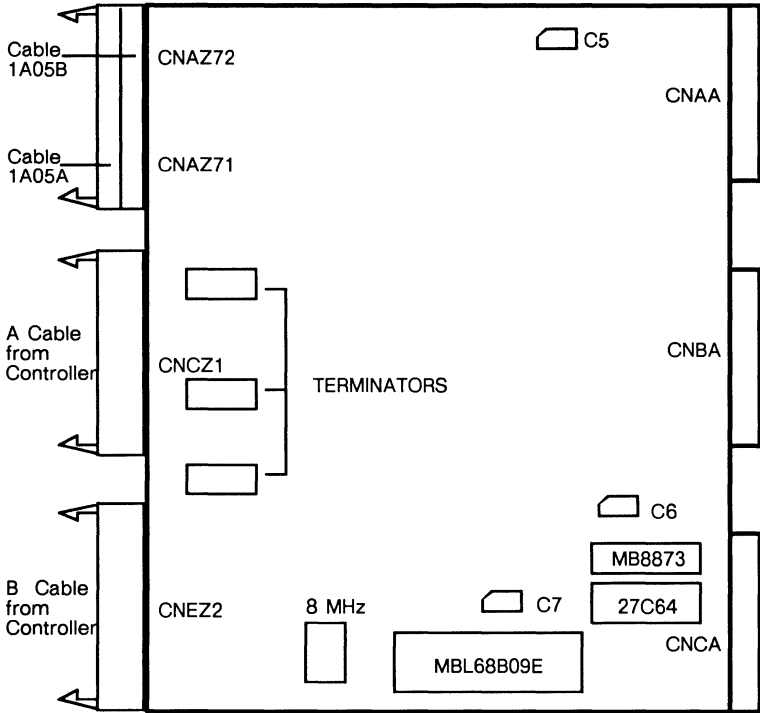 C5
Cable
1A05B
CNAZ72
CNAA
Cable
1A05A
CNAZ71
A Cable
from
Controller
CNCZ1
TERMINATORS
CNBA
C6
MB8873
B Cable
from
Controller
CNEZ2
8 MHz
C7
27C64
CNCA
MBL68B09E